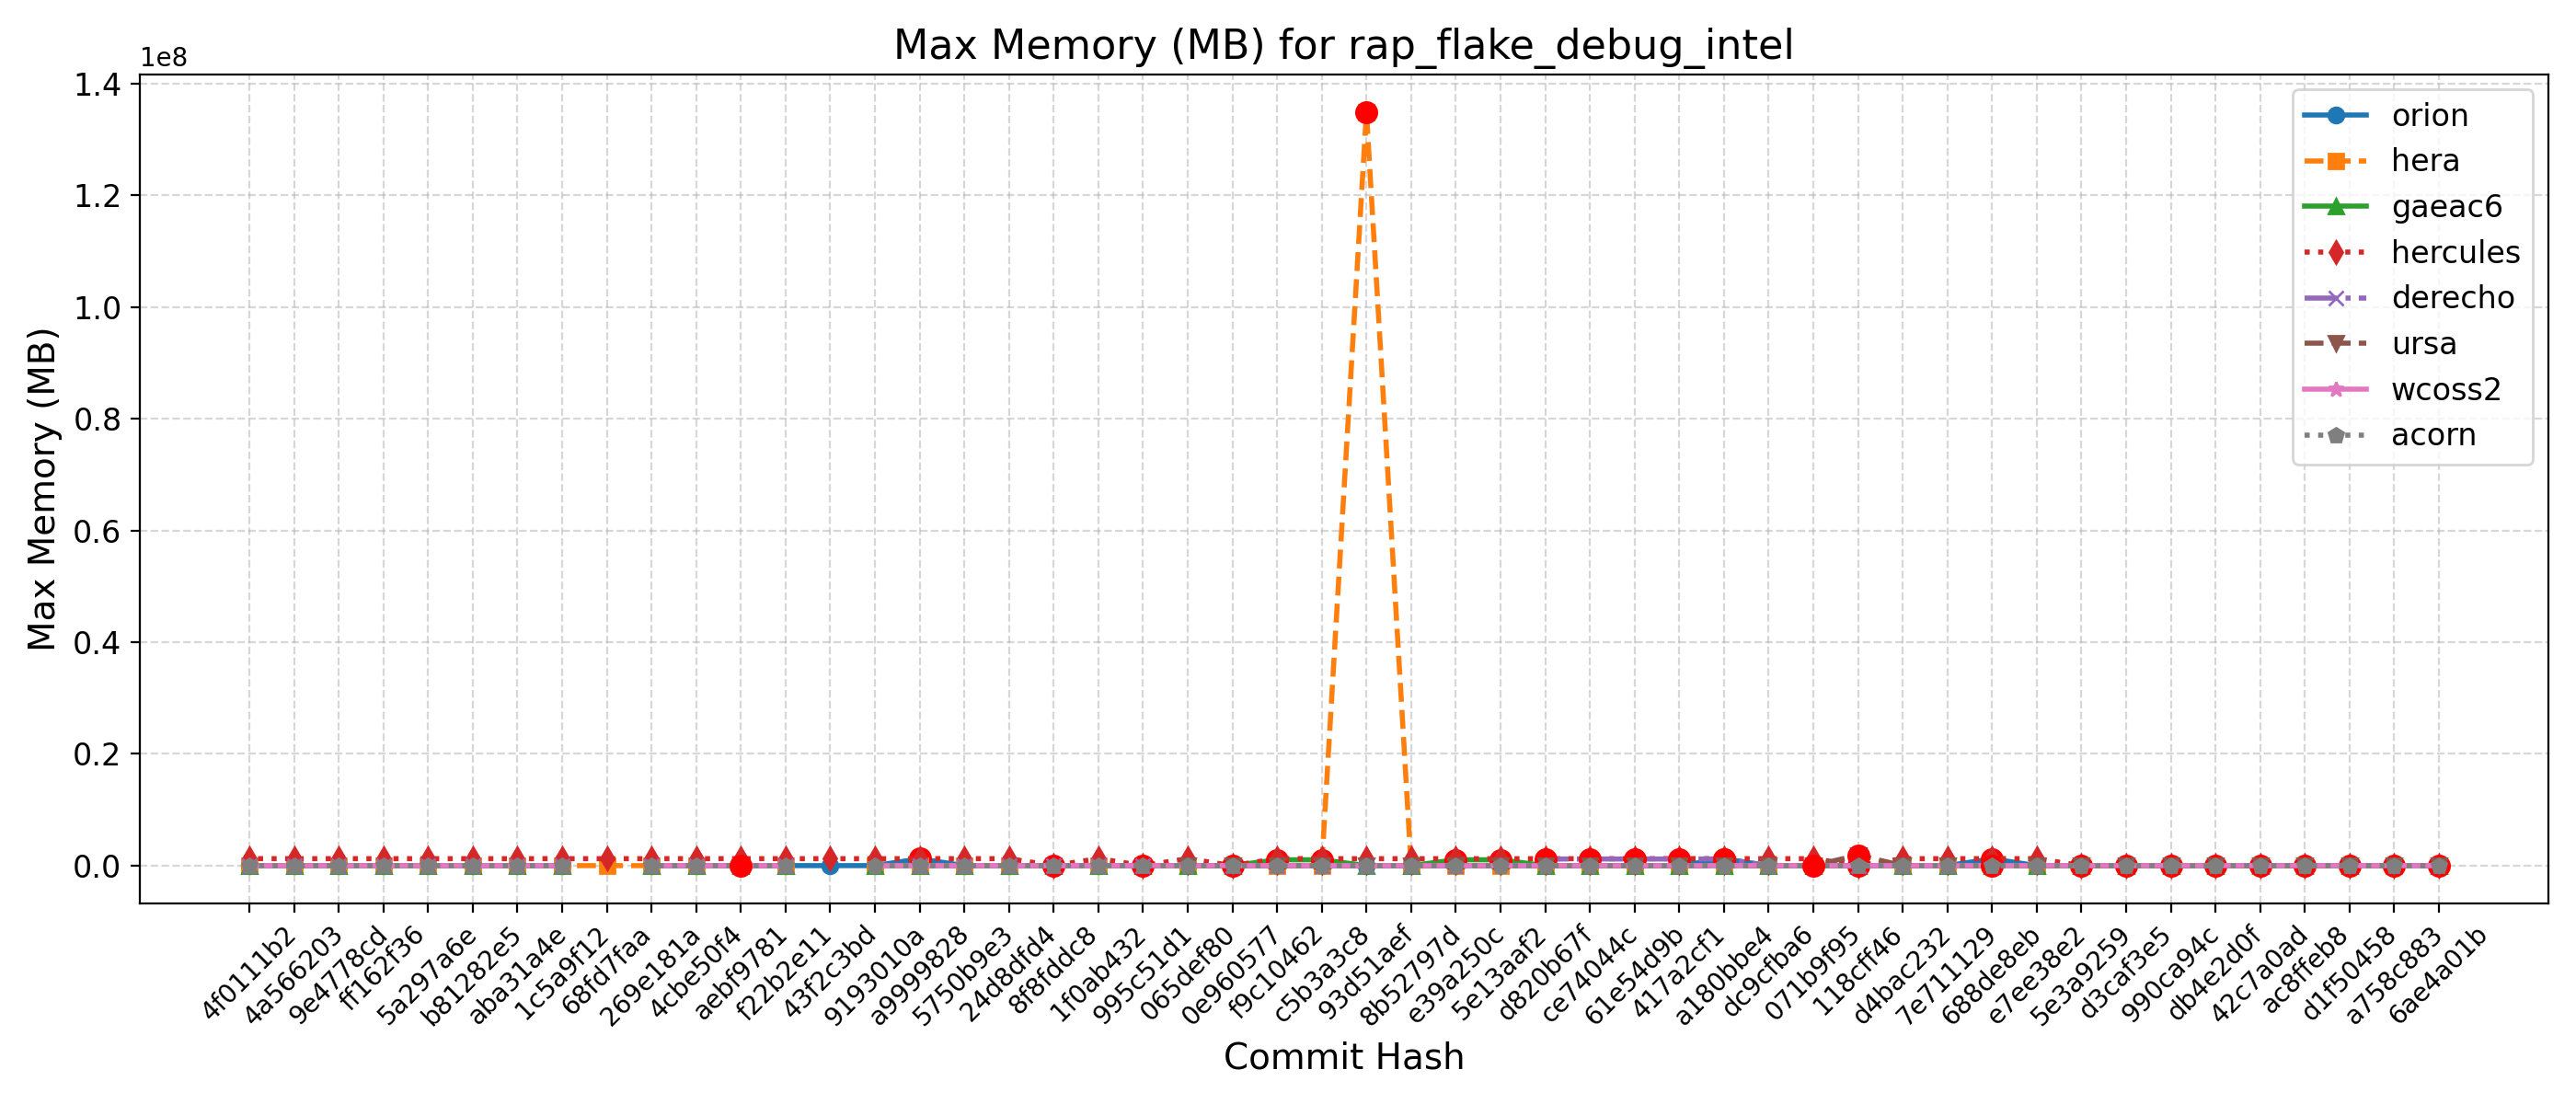 Max Memory (MB) for rap_flake_debug_intel
1e8
1.4
1.2
1.0
0.8
0.6
0.4
0.2
0.0
Max Memory (MB)
orion
hera
gaeac6
hercules
derecho
ursa
wcoss2
acorn
4f0111b2
4a566203
9e4778cd
ff162f36
5a297a6e
b81282e5
aba31a4e
1c5a9f12
68fd7faa
269e181a
4cbe50f4
aebf9781
f22b2e11
43f2c3bd
9193010a
a9999828
5750b9e3
24d8dfd4
8f8fddc8
1f0ab432
995c51d1
065def80
0e960577
f9c10462
c5b3a3c8
93d51aef
8b52797d
e39a250c
5e13aaf2
d820b67f
ce74044c
61e54d9b
417a2cf1
a180bbe4
dc9cfba6
071b9f95
118cff46
d4bac232
7e711129
688de8eb
e7ee38e2
5e3a9259
d3caf3e5
990ca94c
db4e2d0f
42c7a0ad
ac8ffeb8
d1f50458
a758c883
6ae4a01b
Commit Hash